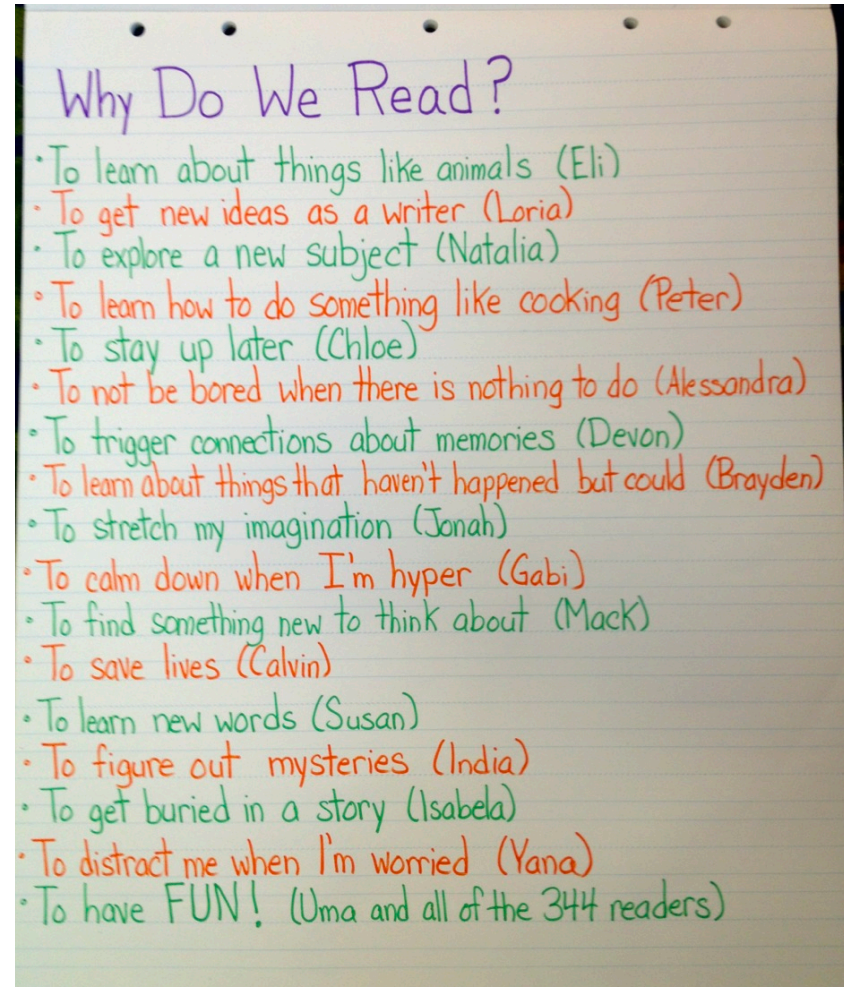 Why Do We Read?
• To learn about things like animals (Eli)
• To get new ideas as a writer (Loria)
• To explore a new subject (Natalia)
• To learn how to do something like cooking (Peter)
• To stay up later (Chloe)
• To not be bored when there is nothing to do (Alessandra)
• To trigger connections about memories (Devon)
• To learn about things that haven't happened but could (Brayden)
• To stretch my imagination (Jonah)
• To calm down when I'm hyper (Gabi)
• To find something new to think about (Mack)
• To save lives (Calvin)
• To learn new words (Susan)
• To figure out mysteries (India)
• To get buried in a story (Isabela)
• To distract me when I'm worried (Yana)
• To have FUN! (Uma and all of the 344 readers)